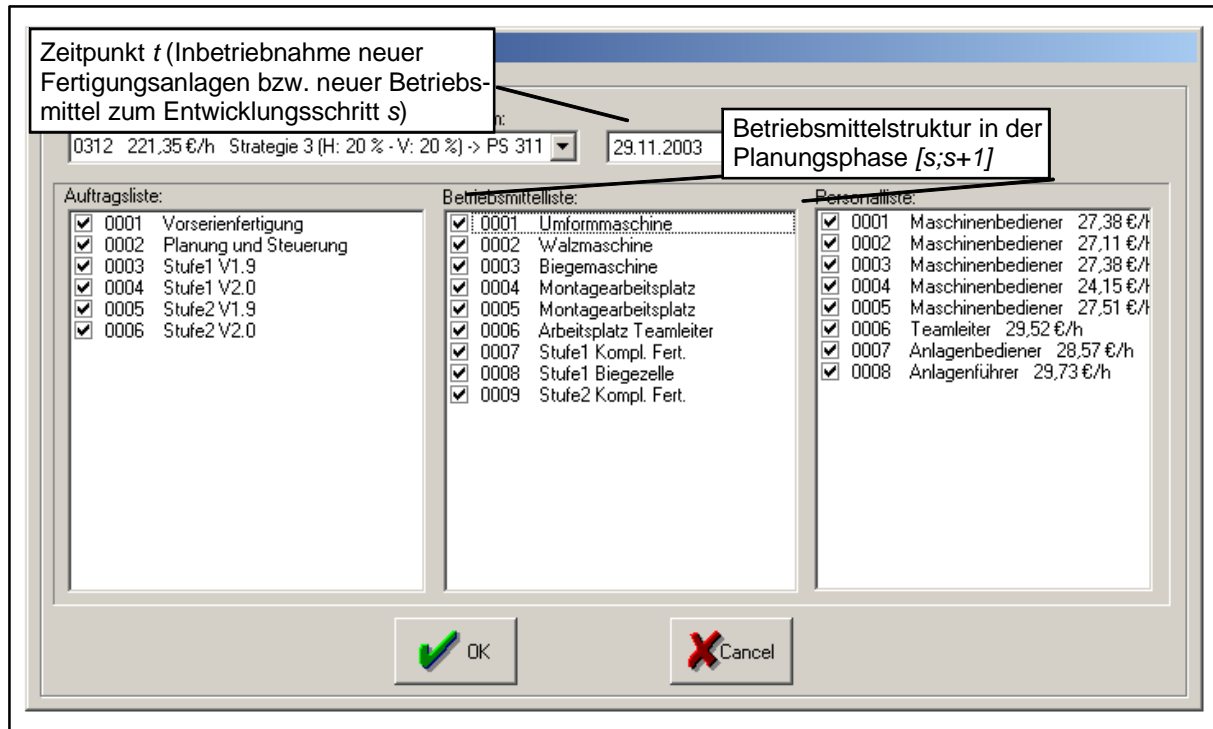 Zeitpunkt t (Inbetriebnahme neuer
Fertigungsanlagen bzw. neuer Betriebs-
mittel zum Entwicklungsschritt s)
0312 221,35 €/h Strategie 3 (H: 20 % - V: 20 %) -> PS 311
29.11.2003
Betriebsmittelstruktur in der
Planungsphase [s;s+1]
Auftragsliste:
0001 Vorserienfertigung
0002 Planung und Steuerung
0003 Stufe1 V1.9
0004 Stufe1 V2.0
0005 Stufe2 V1.9
0006 Stufe2 V2.0
Betriebsmittelliste:
0001 Umformmaschine
0002 Walzmaschine
0003 Biegemaschine
0004 Montagearbeitsplatz
0005 Montagearbeitsplatz
0006 Arbeitsplatz Teamleiter
0007 Stufe1 Kompl. Fert.
0008 Stufe1 Biegezelle
0009 Stufe2 Kompl. Fert.
Personalliste:
0001 Maschinenbediener 27,38 €/h
0002 Maschinenbediener 27,11 €/h
0003 Maschinenbediener 27,38 €/h
0004 Maschinenbediener 24,15 €/h
0005 Maschinenbediener 27,51 €/h
0006 Teamleiter 29,52 €/h
0007 Anlagenbediener 28,57 €/h
0008 Anlagenführer 29,73 €/h
OK
Cancel